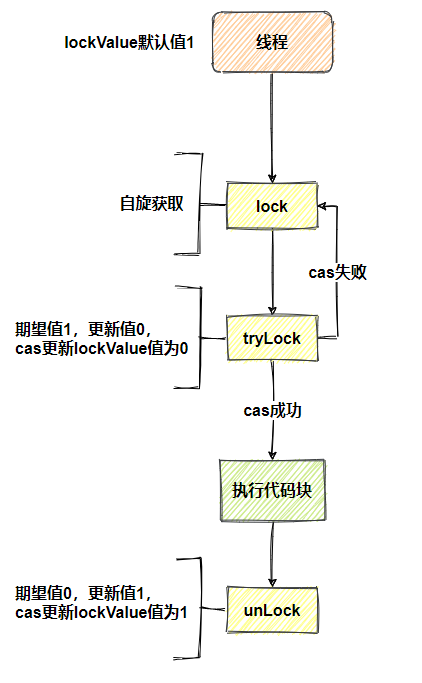 lockValue默认值1
线程
自旋获取
lock
cas失败
期望值1，更新值0，
cas更新lockValue值为0
tryLock
cas成功
执行代码块
期望值0，更新值1，
cas更新lockValue值为1
unLock